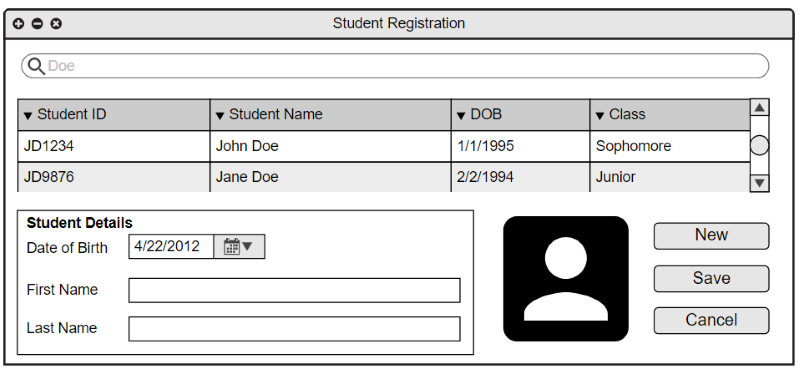 Student Registration
Doe
Student ID Student Name DOB Class
JD1234 John Doe 1/1/1995 Sophomore
JD9876 Jane Doe 2/2/1994 Junior
Student Details
Date of Birth 4/22/2012
First Name
Last Name
New
Save
Cancel